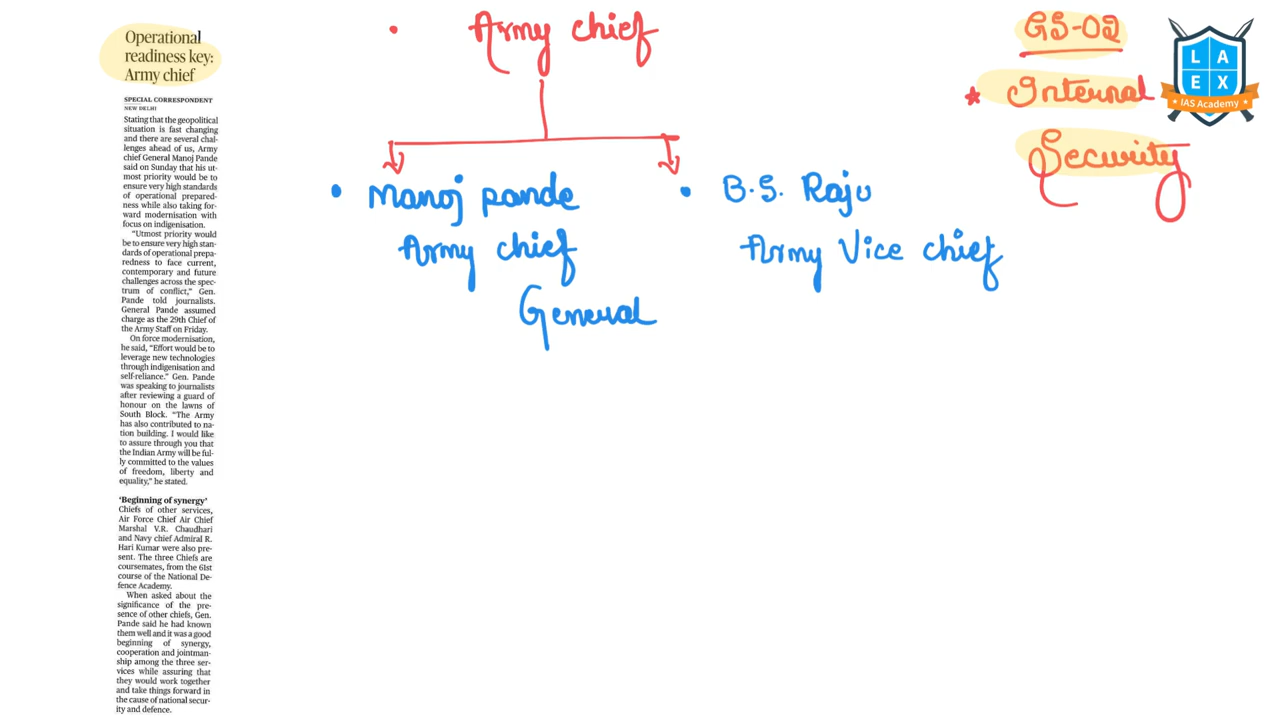 Operational
readiness key:
Army chief
SPECIAL CORRESPONDENT
NEW DELHI
Stating that the geopolitical
situation is fast changing
and there are several chal-
lenges ahead of us, Army
chief General Manoj Pande
said on Sunday that his ut-
most priority would be to
ensure very high standards
of operational prepared-
ness while also taking for-
ward modernisation with
focus on indigenisation.
“Utmost priority would
be to ensure very high stan-
dards of operational prepa-
redness to face current,
contemporary and future
challenges across the spec-
trum of conflict,” Gen.
Pande told journalists.
General Pande assumed
charge as the 29th Chief of
the Army Staff on Friday.
On force modernisation,
he said, “Effort would be to
leverage new technologies
through indigenisation and
self-reliance.” Gen. Pande
was speaking to journalists
after reviewing a guard of
honour on the lawns of
South Block. “The Army
has also contributed to na-
tion building. I would like
to assure through you that
the Indian Army will be ful-
ly committed to the values
of freedom, liberty and
equality,” he stated.
‘Beginning of synergy’
Chiefs of other services,
Air Force Chief Air Chief
Marshal V.R. Chaudhari
and Navy chief Admiral R.
Hari Kumar were also pre-
sent. The three Chiefs are
coursemates, from the 61st
course of the National De-
fence Academy.
When asked about the
significance of the pre-
sence of other chiefs, Gen.
Pande said he had known
them well and it was a good
beginning of synergy,
cooperation and jointman-
ship among the three ser-
vices while assuring that
they would work together
and take things forward in
the cause of national secur-
ity and defence.
• Army chief
• Manoj pande
Army chief
General
• B.S. Raju
Army Vice chief
GS-02
* Internal
Security
L A
E X
IAS Academy